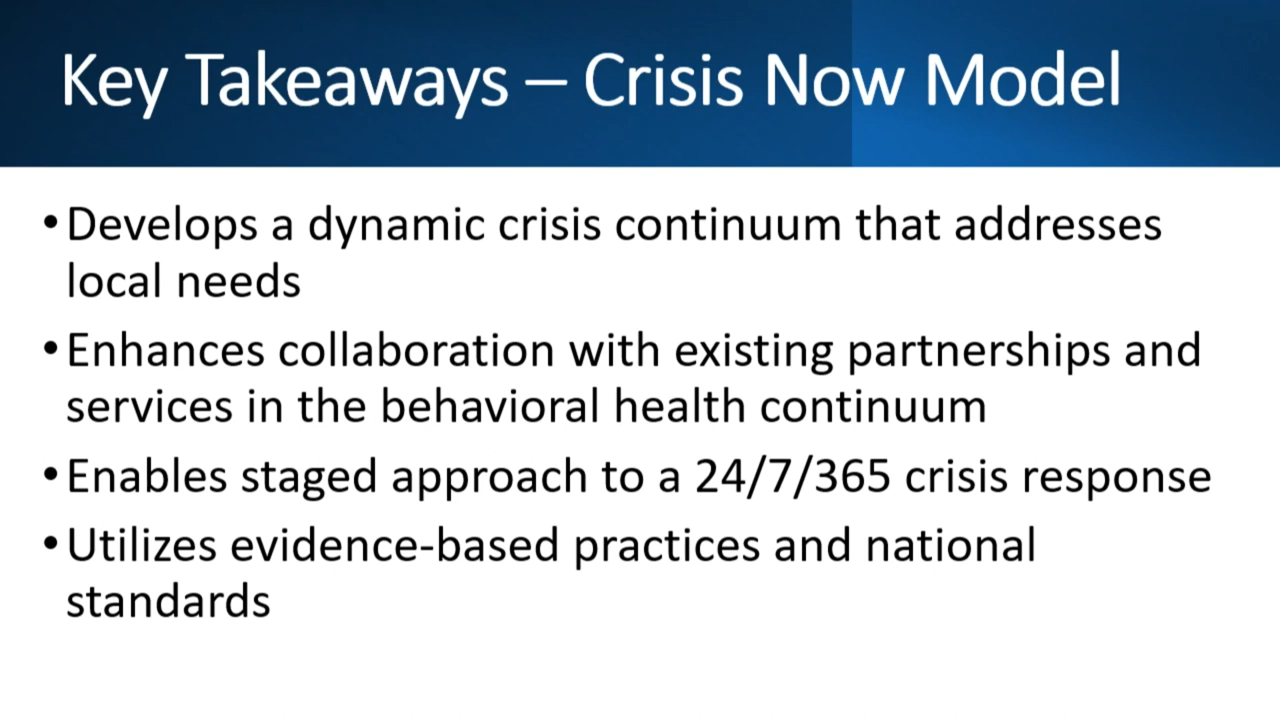 Key Takeaways – Crisis Now Model
•Develops a dynamic crisis continuum that addresses
local needs
•Enhances collaboration with existing partnerships and
services in the behavioral health continuum
•Enables staged approach to a 24/7/365 crisis response
•Utilizes evidence-based practices and national
standards